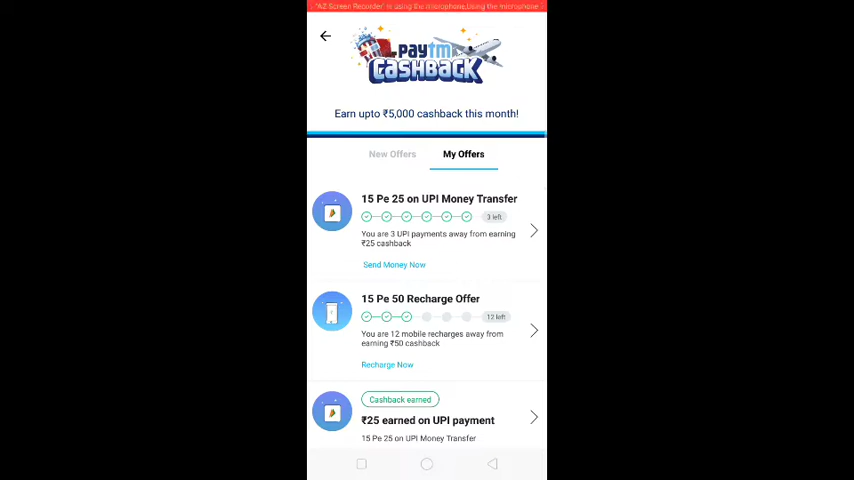 "AZ Screen Recorder" is using the microphone,Using the microphone
paytm
CASHBACK
Earn upto ₹5,000 cashback this month!
New Offers
My Offers
15 Pe 25 on UPI Money Transfer
3 left
You are 3 UPI payments away from earning
₹25 cashback
Send Money Now
15 Pe 50 Recharge Offer
12 left
You are 12 mobile recharges away from
earning ₹50 cashback
Recharge Now
Cashback earned
₹25 earned on UPI payment
15 Pe 25 on UPI Money Transfer